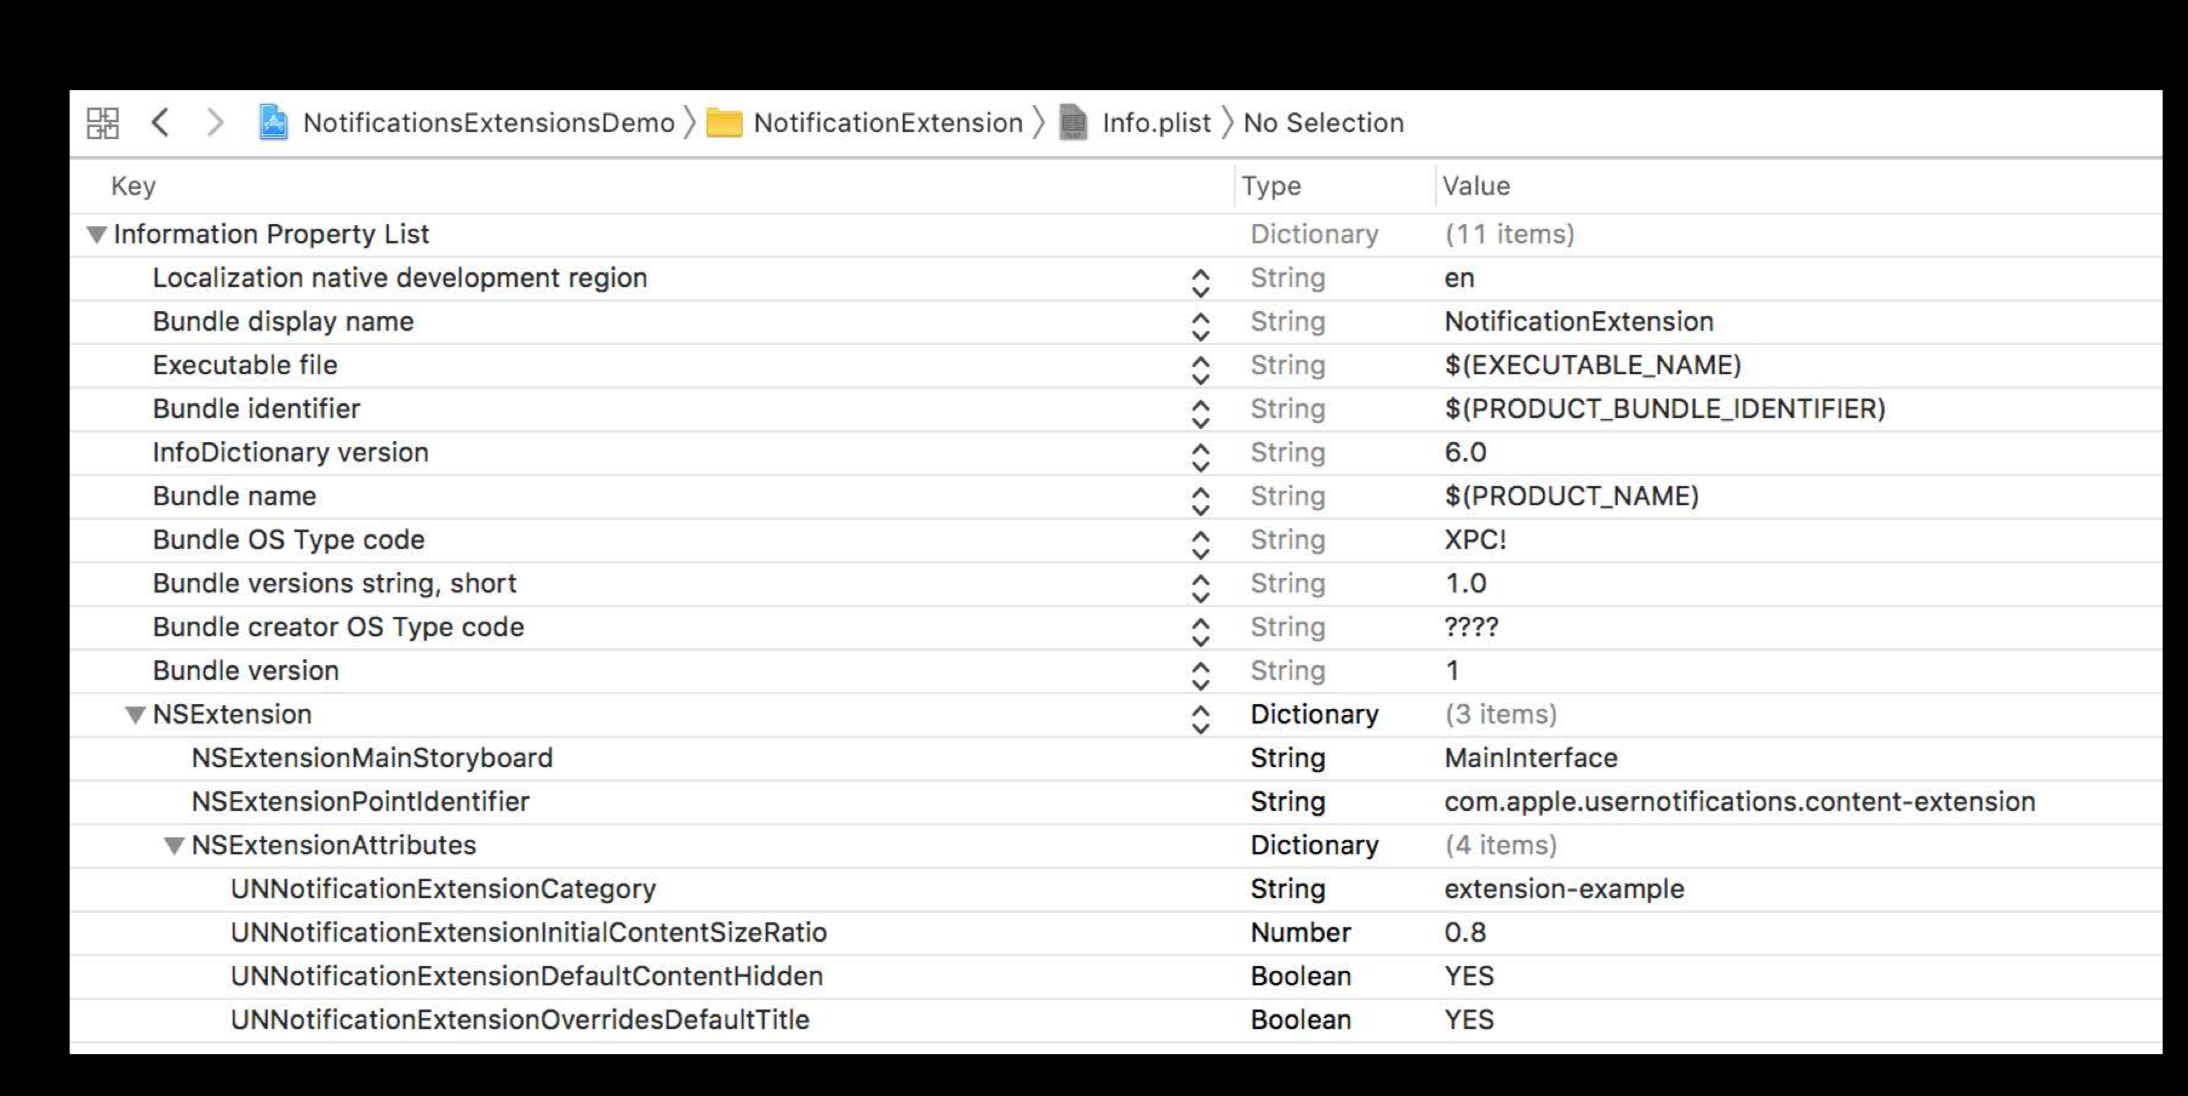 NotificationsExtensionsDemo NotificationExtension Info.plist No Selection
Key Type Value
Information Property List Dictionary (11 items)
Localization native development region String en
Bundle display name String NotificationExtension
Executable file String $(EXECUTABLE_NAME)
Bundle identifier String $(PRODUCT_BUNDLE_IDENTIFIER)
InfoDictionary version String 6.0
Bundle name String $(PRODUCT_NAME)
Bundle OS Type code String XPC!
Bundle versions string, short String 1.0
Bundle creator OS Type code String ????
Bundle version String 1
NSExtension Dictionary (3 items)
NSExtensionMainStoryboard String MainInterface
NSExtensionPointIdentifier String com.apple.usernotifications.content-extension
NSExtensionAttributes Dictionary (4 items)
UNNotificationExtensionCategory String extension-example
UNNotificationExtensionInitialContentSizeRatio Number 0.8
UNNotificationExtensionDefaultContentHidden Boolean YES
UNNotificationExtensionOverridesDefaultTitle Boolean YES